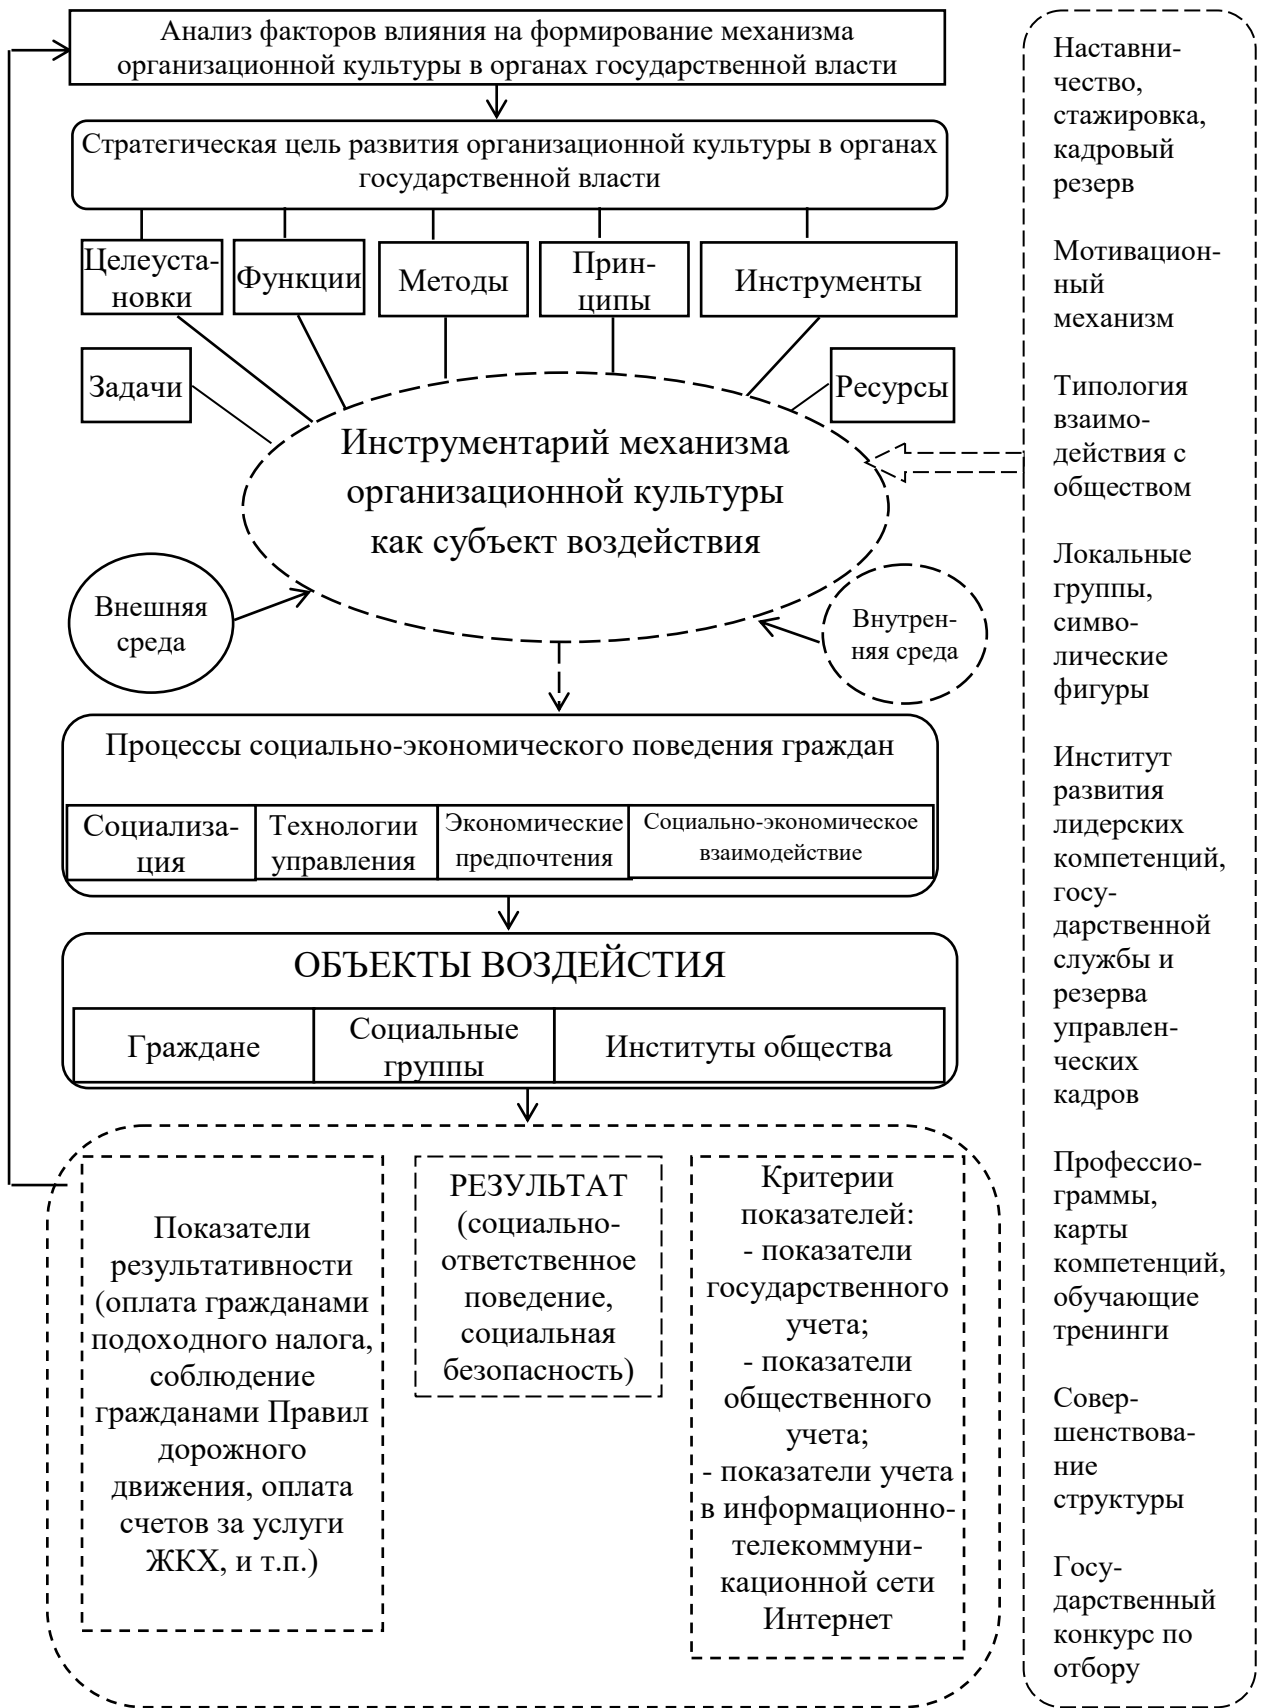 Анализ факторов влияния на формирование механизма
организационной культуры в органах государственной власти
Стратегическая цель развития организационной культуры в органах
государственной власти
Целеуста-
новки
Функции
Методы
Прин-
ципы
Инструменты
Задачи
Ресурсы
Инструментарий механизма
организационной культуры
как субъект воздействия
Внешняя
среда
Внутрен-
няя среда
Процессы социально-экономического поведения граждан
Социализа-
ция
Технологии
управления
Экономические
предпочтения
Социально-экономическое
взаимодействие
ОБЪЕКТЫ ВОЗДЕЙСТИЯ
Граждане
Социальные
группы
Институты общества
Показатели
результативности
(оплата гражданами
подоходного налога,
соблюдение
гражданами Правил
дорожного
движения, оплата
счетов за услуги
ЖКХ, и т.п.)
РЕЗУЛЬТАТ
(социально-
ответственное
поведение,
социальная
безопасность)
Критерии
показателей:
- показатели
государственного
учета;
- показатели
общественного
учета;
- показатели учета
в информационно-
телекоммуни-
кационной сети
Интернет
Наставни-
чество,
стажировка,
кадровый
резерв
Мотивацион-
ный
механизм
Типология
взаимо-
действия с
обществом
Локальные
группы,
симво-
лические
фигуры
Институт
развития
лидерских
компетенций,
госу-
дарственной
службы и
резерва
управлен-
ческих
кадров
Профессио-
граммы,
карты
компетенций,
обучающие
тренинги
Совер-
шенствова-
ние
структуры
Госу-
дарственный
конкурс по
отбору